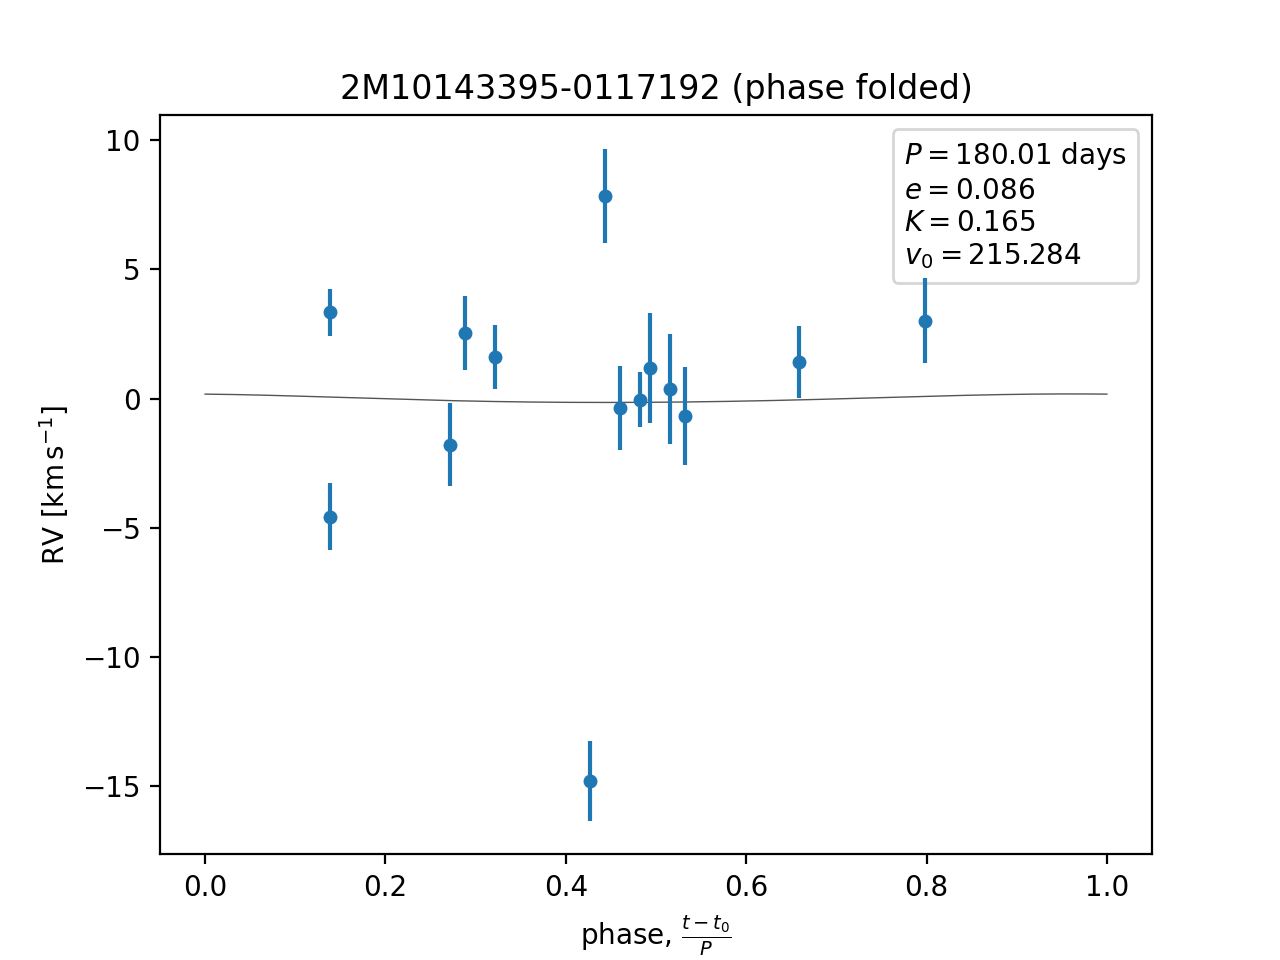 2M10143395-0117192 (phase folded)
P = 180.01 days
e = 0.086
K = 0.165
v₀ = 215.284
RV [km s⁻¹]
10
5
0
−5
−10
−15
0.0 0.2 0.4 0.6 0.8 1.0
phase, (t − t₀)/P